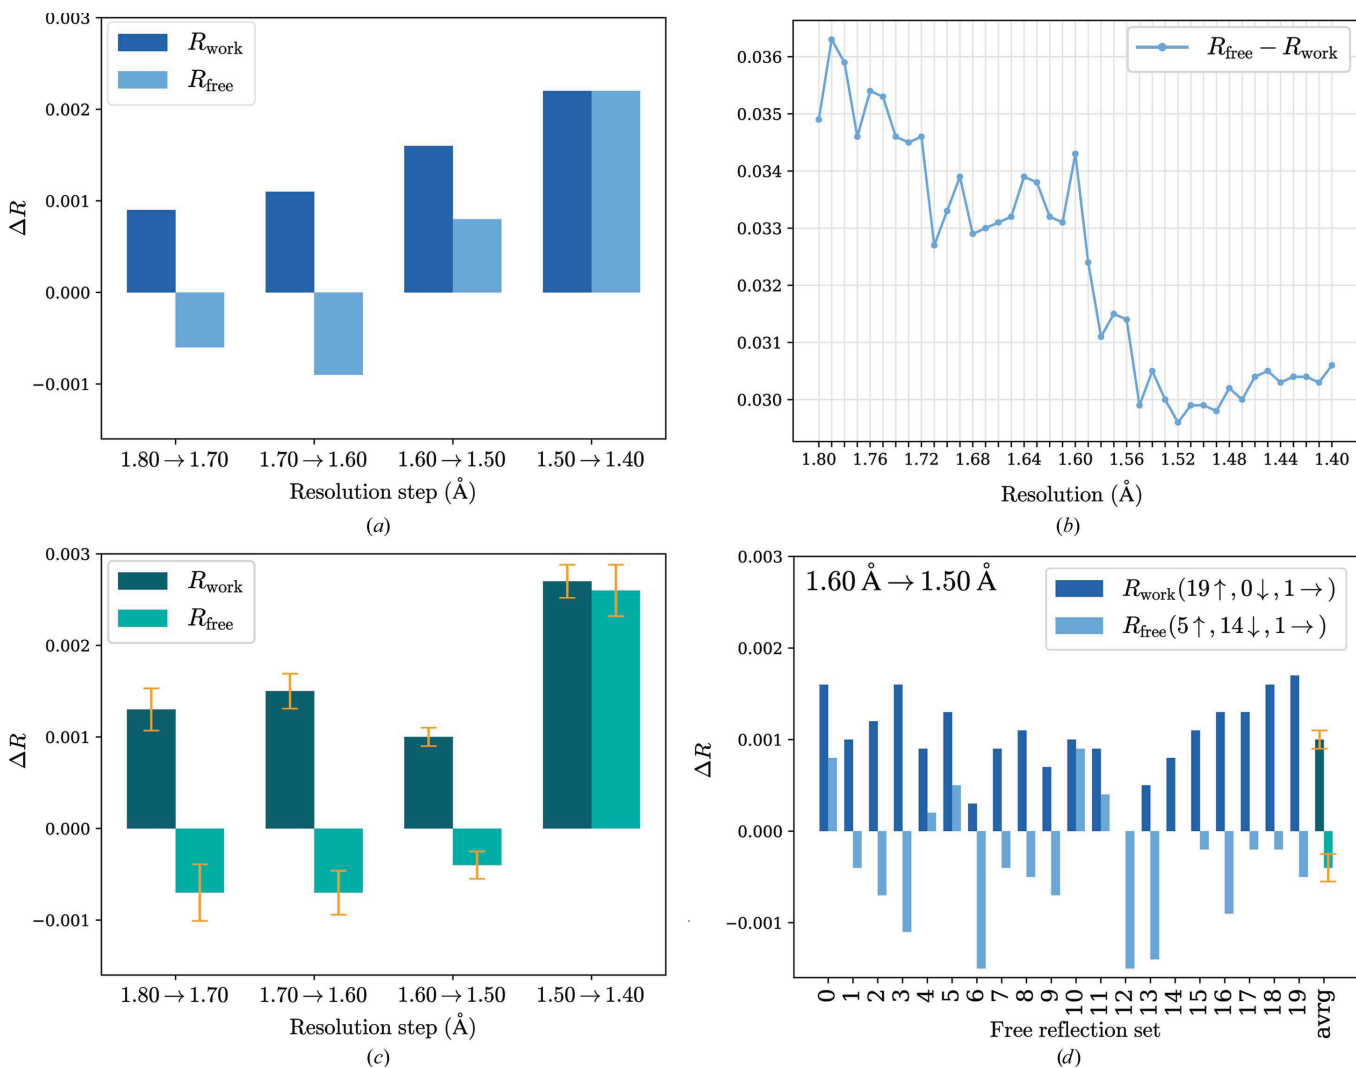 0.003
0.002
0.001
0.000
−0.001
ΔR
R_work
R_free
1.80→1.70 1.70→1.60 1.60→1.50 1.50→1.40
Resolution step (Å)
(a)
0.036
0.035
0.034
0.033
0.032
0.031
0.030
R_free − R_work
1.80 1.76 1.72 1.68 1.64 1.60 1.56 1.52 1.48 1.44 1.40
Resolution (Å)
(b)
0.003
0.002
0.001
0.000
−0.001
ΔR
R_work
R_free
1.80→1.70 1.70→1.60 1.60→1.50 1.50→1.40
Resolution step (Å)
(c)
0.003
0.002
0.001
0.000
−0.001
ΔR
1.60 Å→1.50 Å
R_work(19↑, 0↓, 1→)
R_free(5↑, 14↓, 1→)
0 1 2 3 4 5 6 7 8 9 10 11 12 13 14 15 16 17 18 19 avrg
Free reflection set
(d)